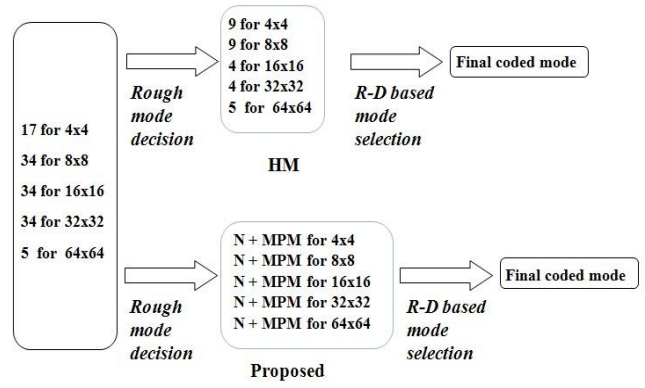 17 for 4x4
34 for 8x8
34 for 16x16
34 for 32x32
5 for 64x64
Rough
mode
decision
9 for 4x4
9 for 8x8
4 for 16x16
4 for 32x32
5 for 64x64
HM
R-D based
mode
selection
Final coded mode
Rough
mode
decision
N + MPM for 4x4
N + MPM for 8x8
N + MPM for 16x16
N + MPM for 32x32
N + MPM for 64x64
Proposed
R-D based
mode
selection
Final coded mode